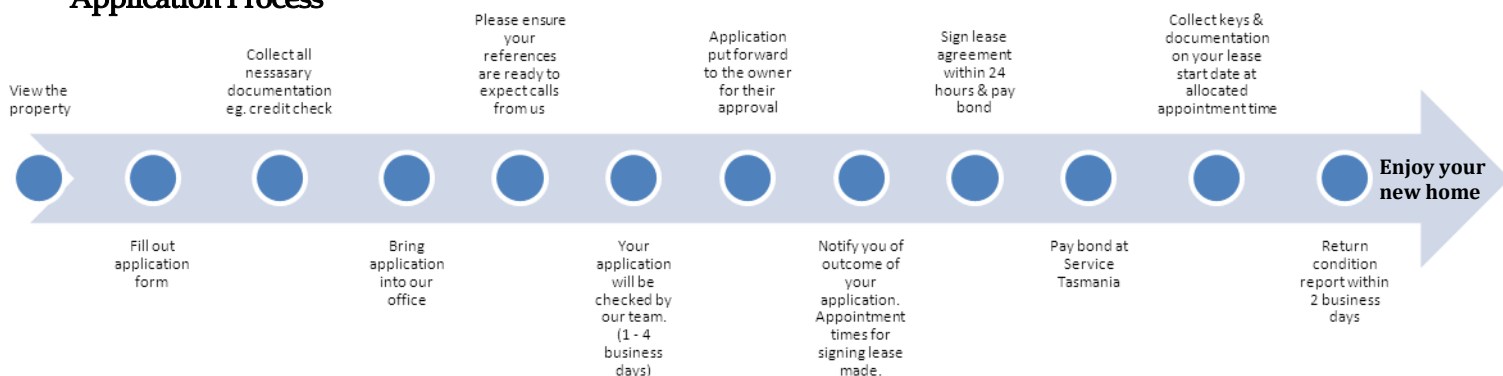 Application Process
View the
property
Fill out
application
form
Collect all
nessasary
documentation
eg. credit check
Bring
application
into our
office
Please ensure
your
references
are ready to
expect calls
from us
Your
application
will be
checked by
our team.
(1 - 4
business
days)
Application
put forward
to the owner
for their
approval
Notify you of
outcome of
your
application.
Appointment
times for
signing lease
made.
Sign lease
agreement
within 24
hours & pay
bond
Pay bond at
Service
Tasmania
Collect keys &
documentation
on your lease
start date at
allocated
appointment time
Return
condition
report within
2 business
days
Enjoy your
new home